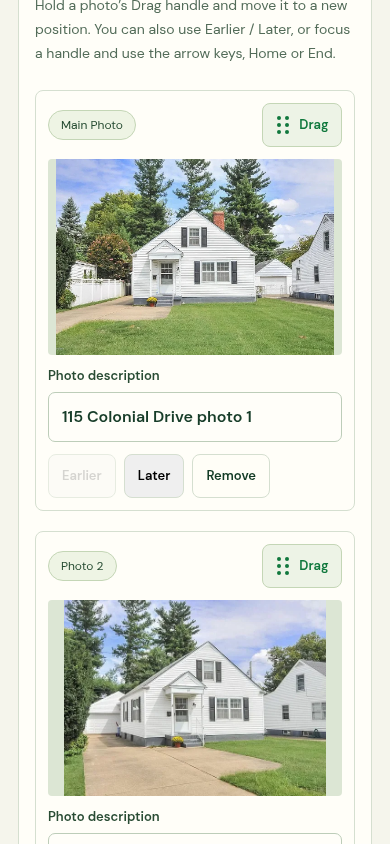 Hold a photo’s Drag handle and move it to a new
position. You can also use Earlier / Later, or focus
a handle and use the arrow keys, Home or End.
Main Photo
Drag
Photo description
115 Colonial Drive photo 1
Earlier
Later
Remove
Photo 2
Drag
Photo description